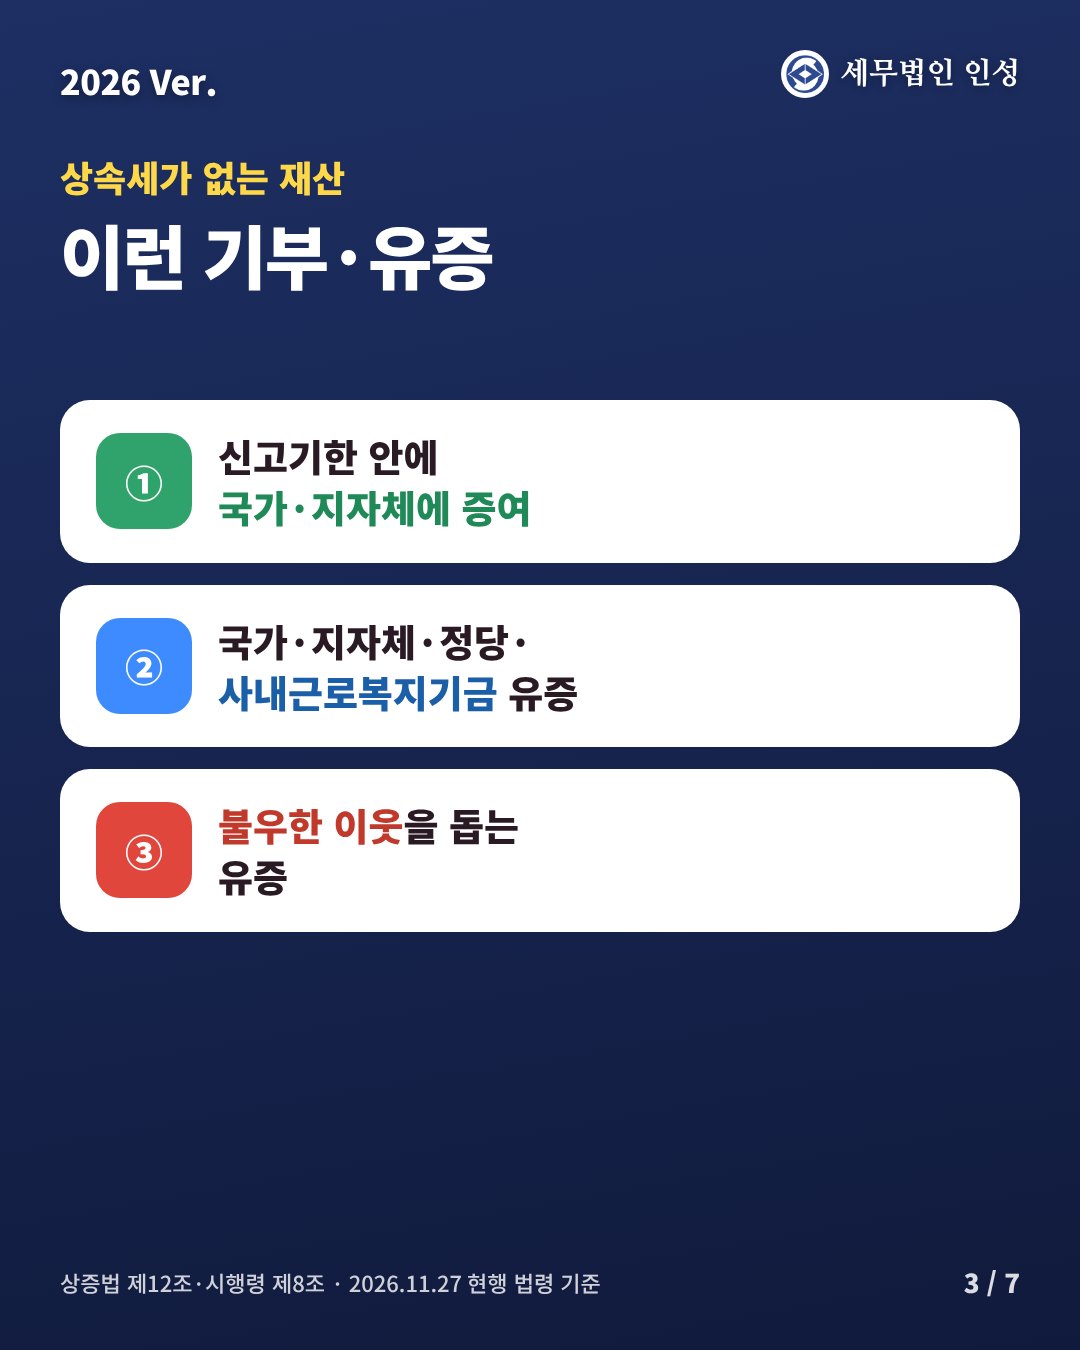 2026 Ver.
세무법인 인성
상속세가 없는 재산
이런 기부·유증
①
신고기한 안에
국가·지자체에 증여
②
국가·지자체·정당·
사내근로복지기금 유증
③
불우한 이웃을 돕는
유증
상증법 제12조·시행령 제8조 · 2026.11.27 현행 법령 기준
3 / 7